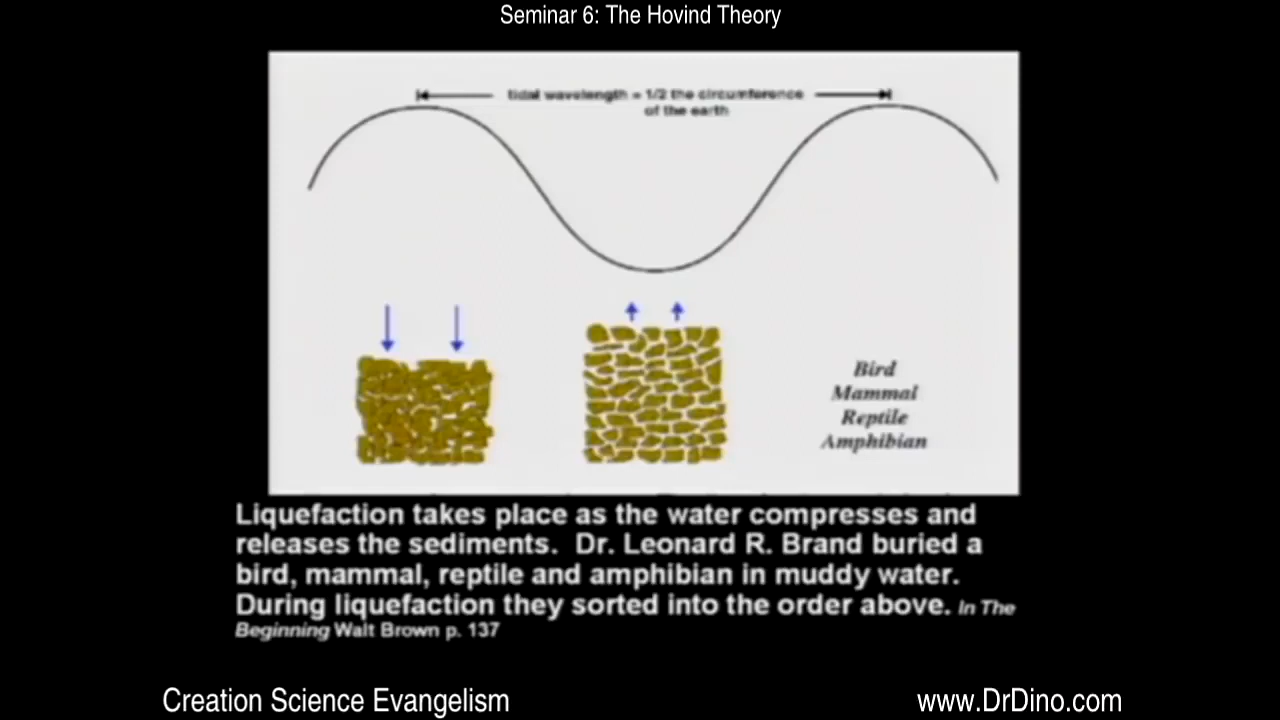 Seminar 6: The Hovind Theory
tidal wavelength = 1/2 the circumference
of the earth
Bird
Mammal
Reptile
Amphibian
Liquefaction takes place as the water compresses and
releases the sediments.  Dr. Leonard R. Brand buried a
bird, mammal, reptile and amphibian in muddy water.
During liquefaction they sorted into the order above. In The
Beginning Walt Brown p. 137
Creation Science Evangelism
www.DrDino.com